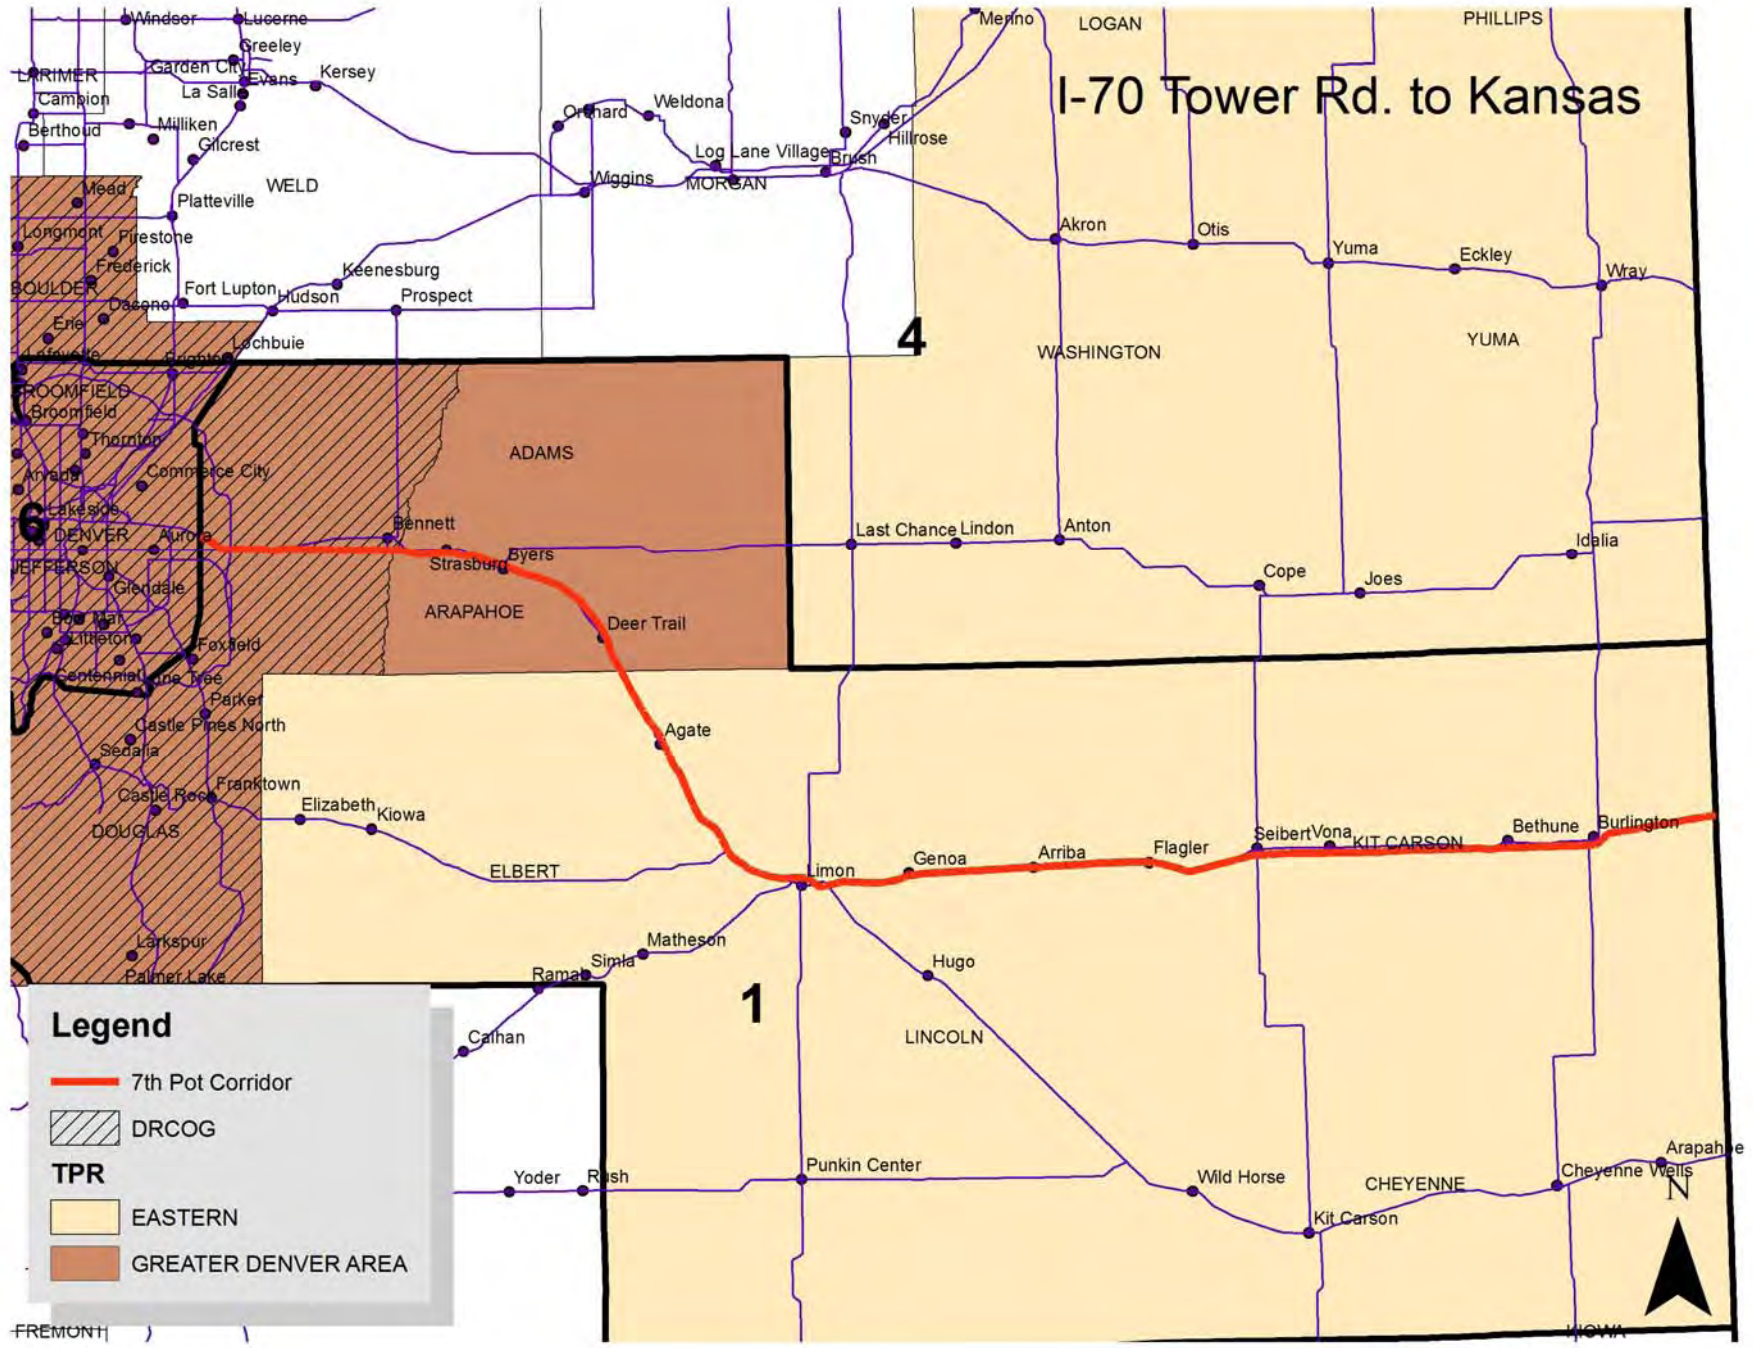 Windsor
Lucerne
Merino
LOGAN
PHILLIPS
Greeley
Garden City
LARIMER
Evans
Kersey
I-70 Tower Rd. to Kansas
La Salle
Campion
Orchard
Weldona
Berthoud
Milliken
Snyder
Gilcrest
Hillrose
Log Lane Village
Brush
WELD
Wiggins
MORGAN
Mead
Platteville
Longmont
Firestone
Akron
Otis
Yuma
Eckley
Wray
Frederick
Keenesburg
BOULDER
Dacono
Fort Lupton
Hudson
Prospect
Erie
4
Lochbuie
Lafayette
WASHINGTON
YUMA
BROOMFIELD
Broomfield
Thornton
ADAMS
Arvada
Commerce City
Lakeside
6
DENVER
Aurora
Bennett
Last Chance
Lindon
Anton
Idalia
Strasburg
Byers
JEFFERSON
Glendale
Cope
Joes
ARAPAHOE
Bow Mar
Deer Trail
Littleton
Foxfield
Centennial
Lone Tree
Parker
Castle Pines North
Agate
Sedalia
Franktown
Castle Rock
Elizabeth
Kiowa
DOUGLAS
Burlington
Bethune
Seibert
Vona
KIT CARSON
Flagler
Arriba
Genoa
ELBERT
Limon
Larkspur
Matheson
Simla
Hugo
Palmer Lake
Ramah
1
Calhan
LINCOLN
Legend
7th Pot Corridor
DRCOG
TPR
EASTERN
GREATER DENVER AREA
Arapahoe
Punkin Center
Cheyenne Wells
Yoder
Rush
Wild Horse
CHEYENNE
N
Kit Carson
FREMONT
KIOWA